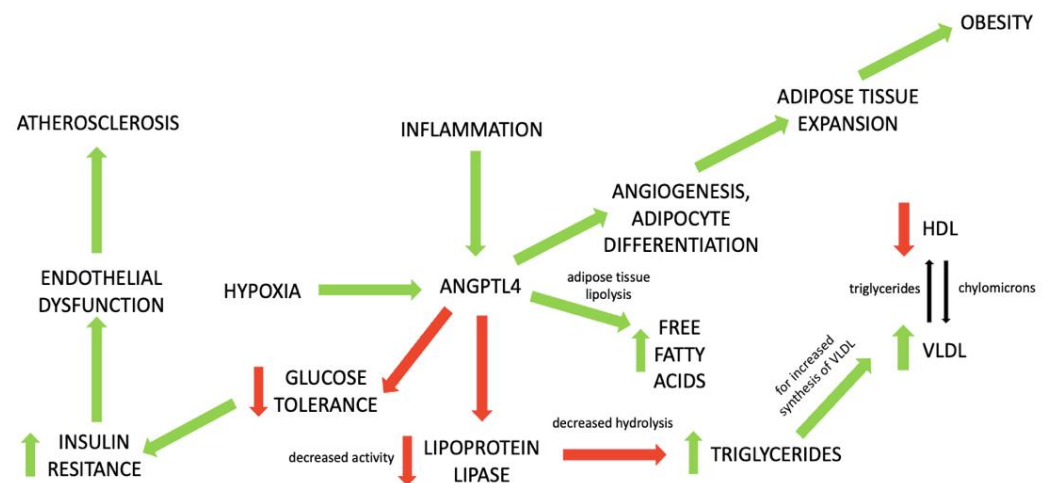 OBESITY
ADIPOSE TISSUE
EXPANSION
ATHEROSCLEROSIS
INFLAMMATION
ANGIOGENESIS,
ADIPOCYTE
DIFFERENTIATION
HDL
ENDOTHELIAL
DYSFUNCTION
HYPOXIA
ANGPTL4
adipose tissue
lipolysis
triglycerides
chylomicrons
FREE
FATTY
ACIDS
VLDL
for increased
synthesis of VLDL
GLUCOSE
TOLERANCE
INSULIN
RESITANCE
decreased activity
LIPOPROTEIN
LIPASE
decreased hydrolysis
TRIGLYCERIDES